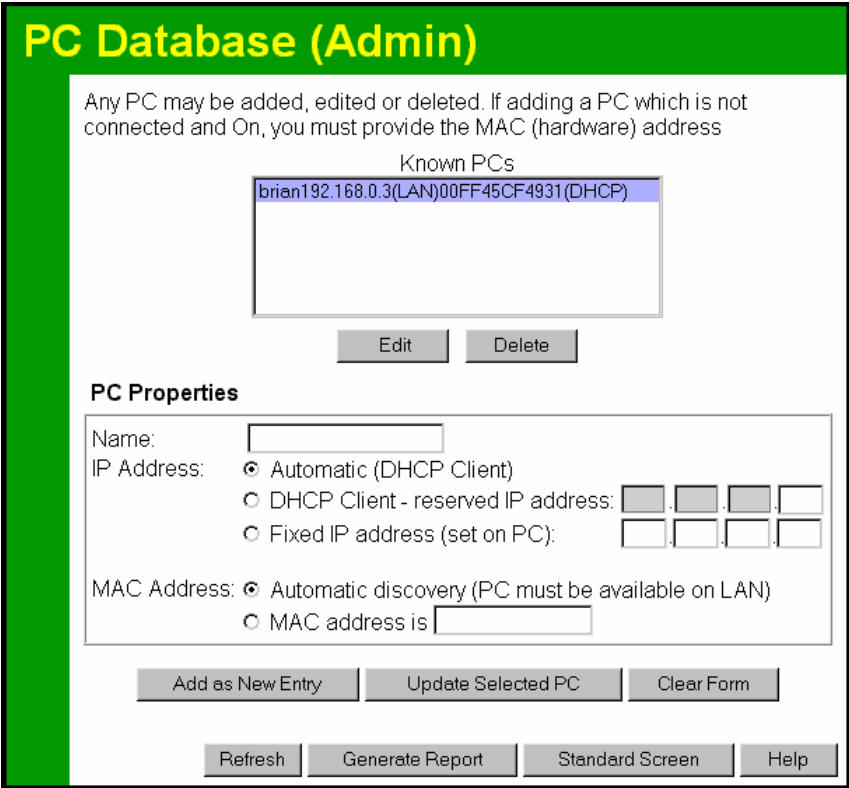 PC Database (Admin)
Any PC may be added, edited or deleted. If adding a PC which is not
connected and On, you must provide the MAC (hardware) address
Known PCs
brian192.168.0.3(LAN)00FF45CF4931(DHCP)
Edit Delete
PC Properties
Name:
IP Address: Automatic (DHCP Client)
DHCP Client - reserved IP address: . . .
Fixed IP address (set on PC): . . .
MAC Address: Automatic discovery (PC must be available on LAN)
MAC address is
Add as New Entry Update Selected PC Clear Form
Refresh Generate Report Standard Screen Help